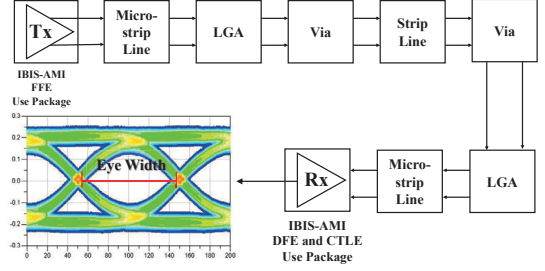 Tx
Micro-
strip
Line
LGA
Via
Strip
Line
Via
IBIS-AMI
FFE
Use Package
LGA
Micro-
strip
Line
Rx
IBIS-AMI
DFE and CTLE
Use Package
Eye Width
0.3
0.2
0.1
0.0
-0.1
-0.2
-0.3
0 20 40 60 80 100 120 140 160 180 200